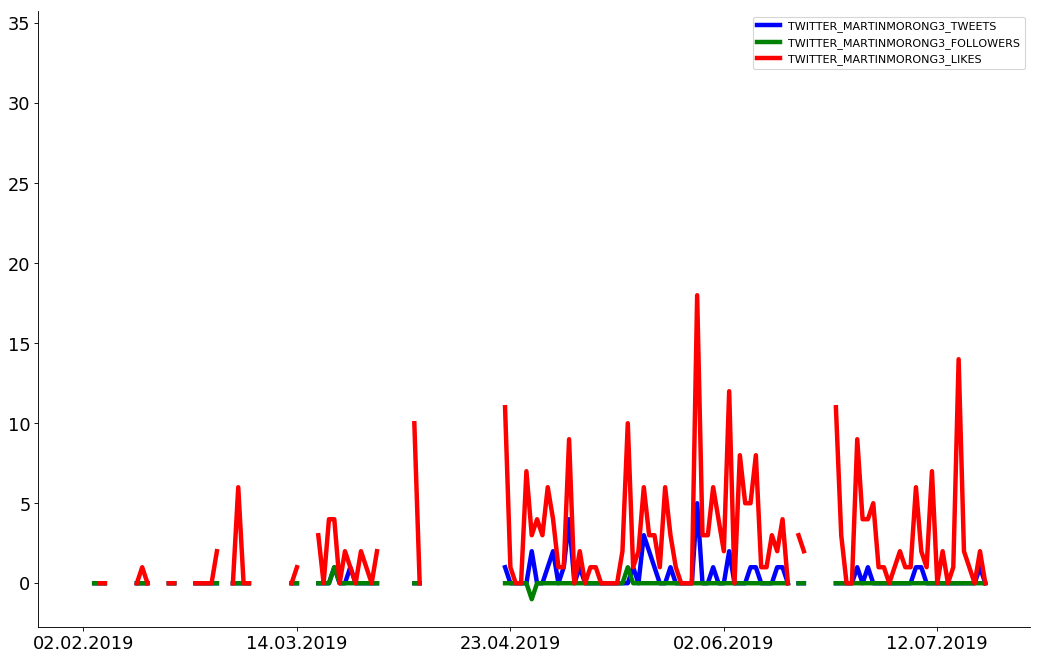 35
30
25
20
15
10
5
0
02.02.2019 14.03.2019 23.04.2019 02.06.2019 12.07.2019
TWITTER_MARTINMORONG3_TWEETS
TWITTER_MARTINMORONG3_FOLLOWERS
TWITTER_MARTINMORONG3_LIKES